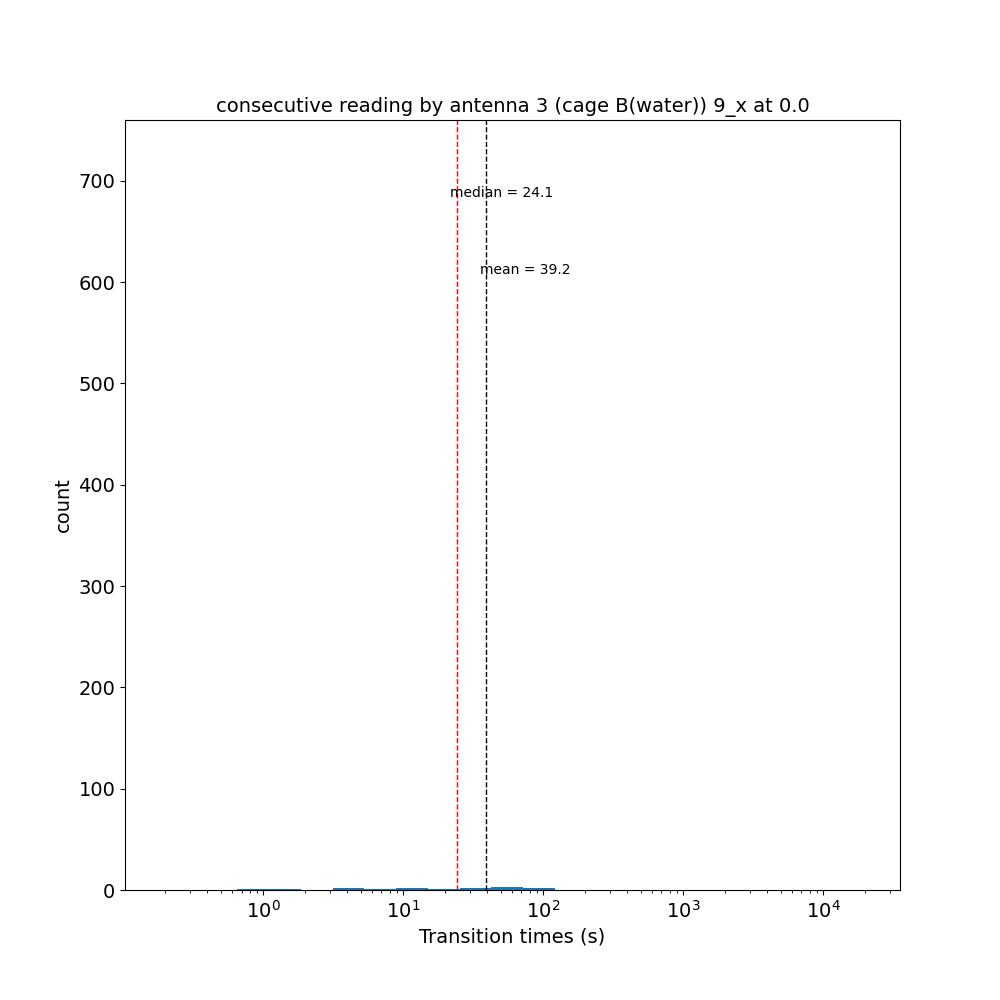 consecutive reading by antenna 3 (cage B(water)) 9_x at 0.0
700
median = 24.1
mean = 39.2
600
500
count
400
300
200
100
0
10^0 10^1 10^2 10^3 10^4
Transition times (s)